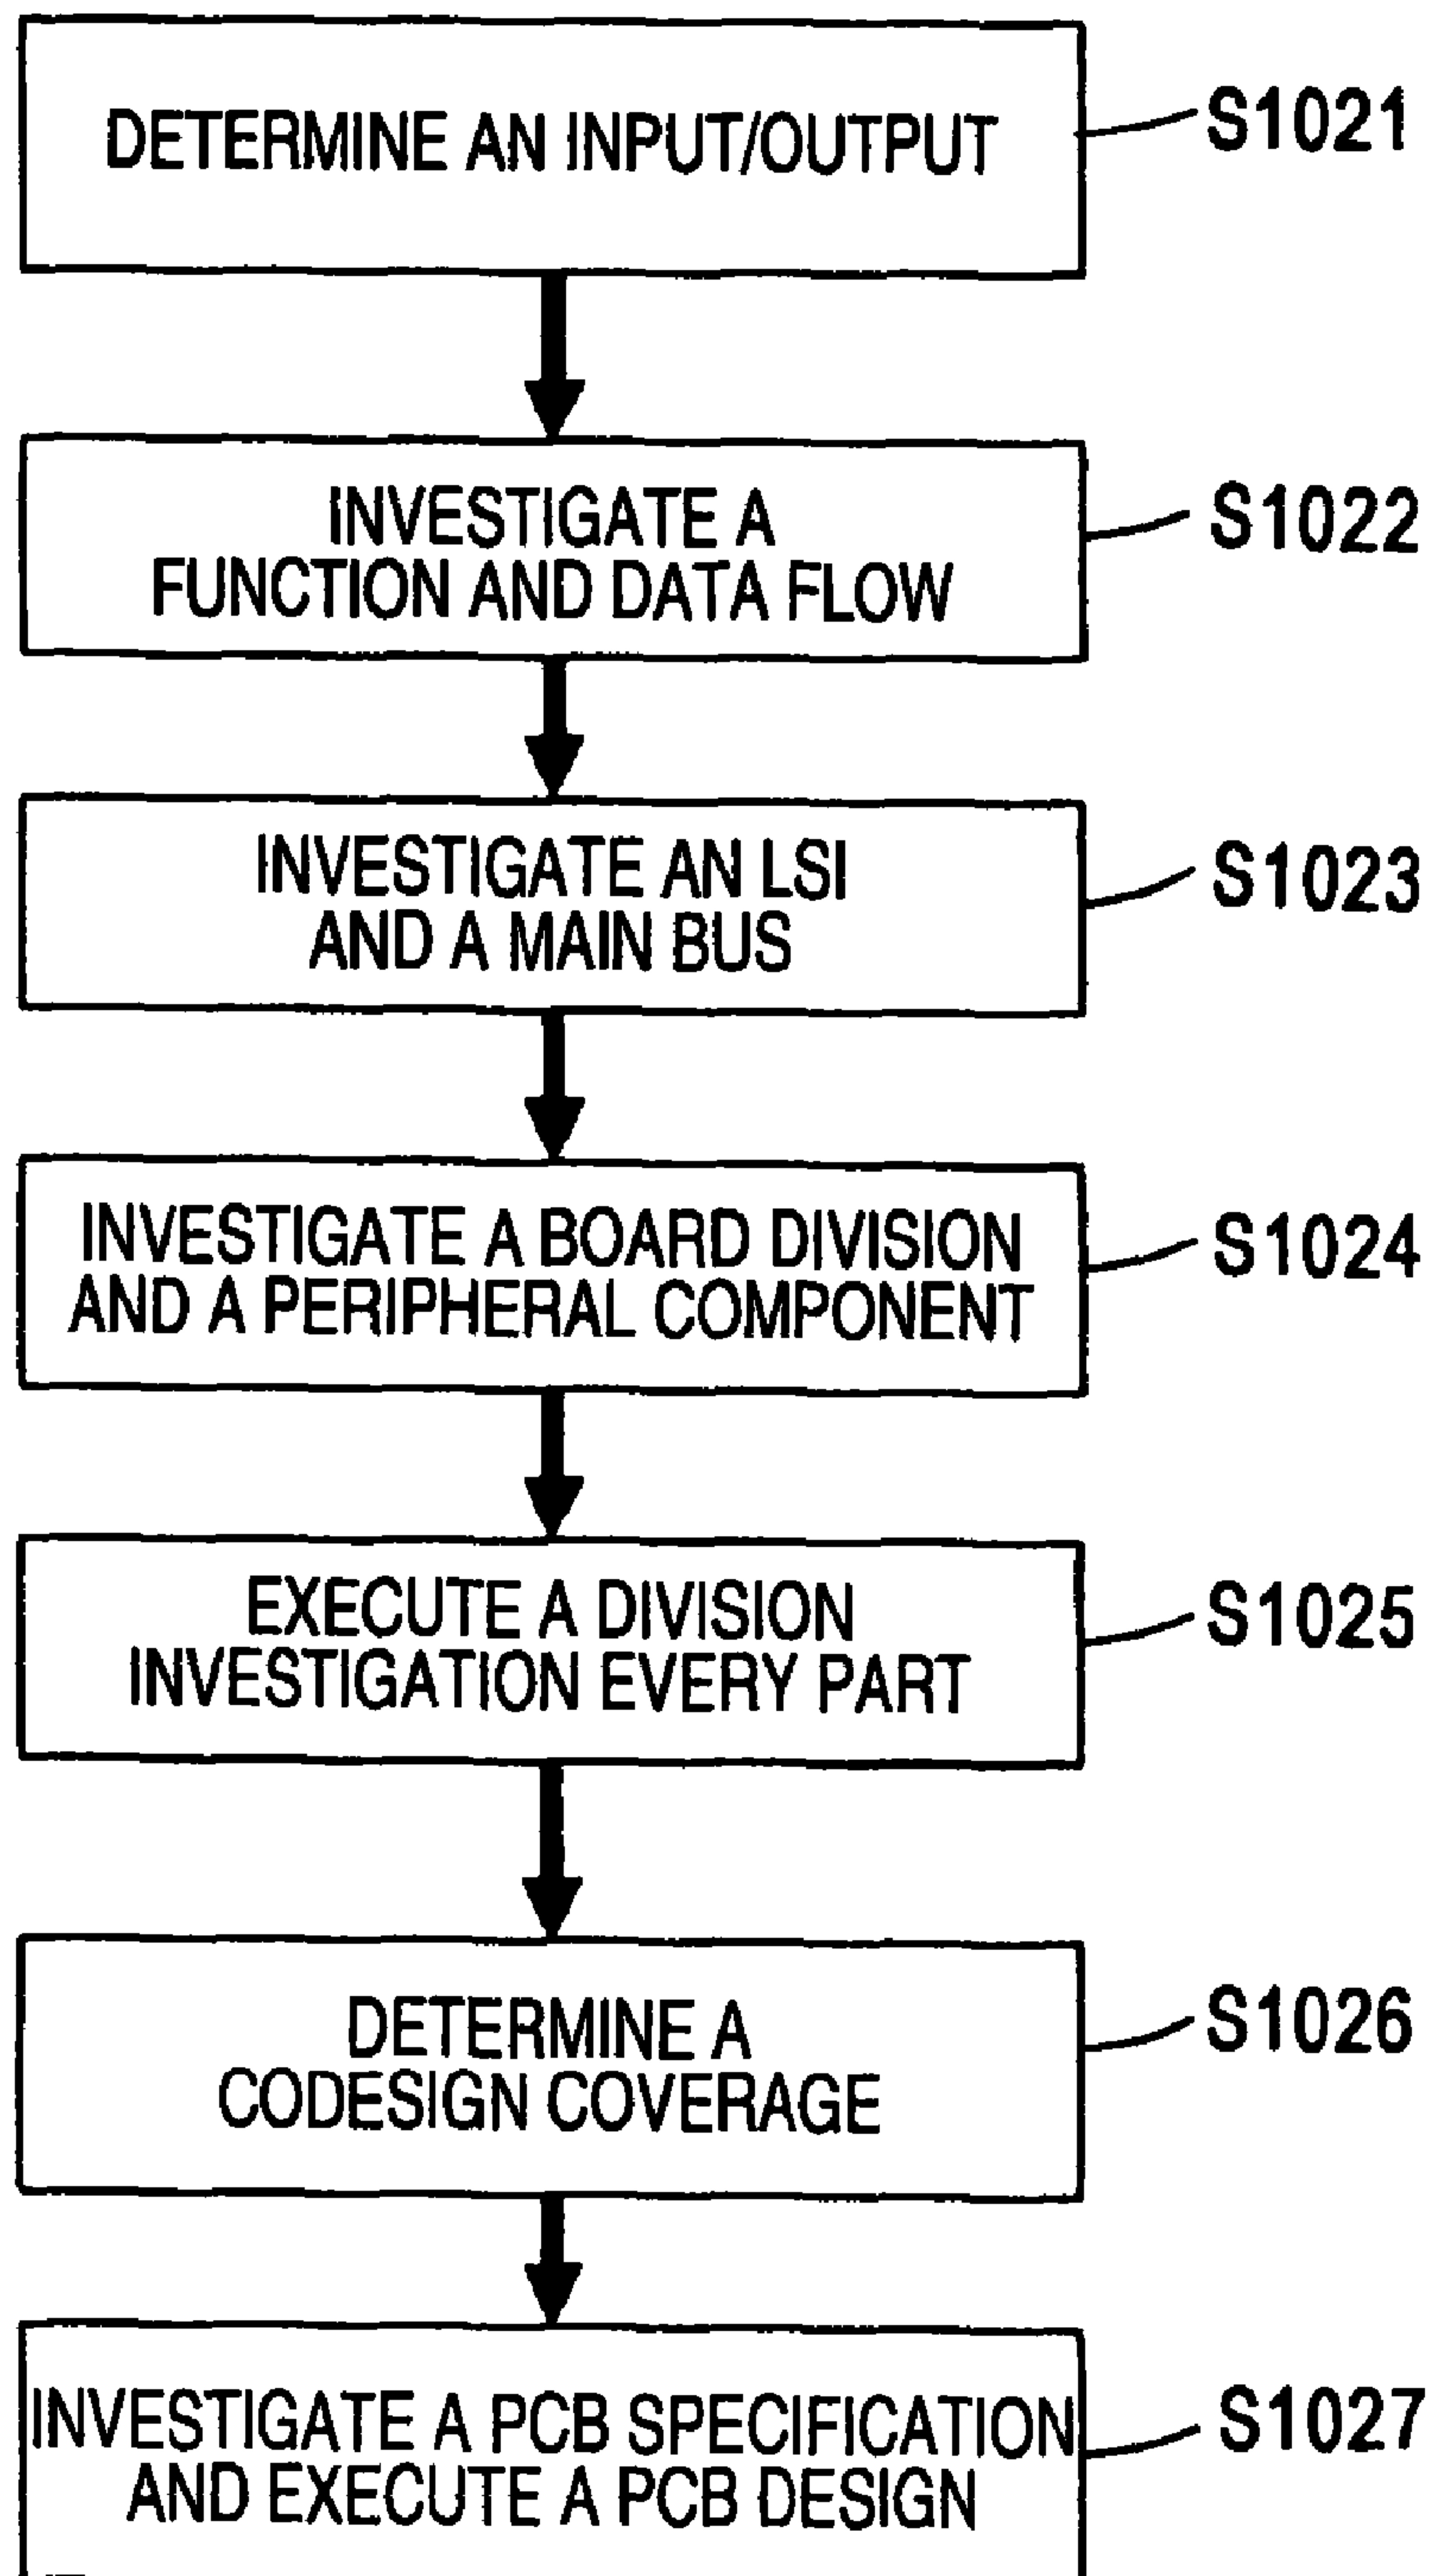 DETERMINE AN INPUT/OUTPUT
S1021
INVESTIGATE A
FUNCTION AND DATA FLOW
S1022
INVESTIGATE AN LSI
AND A MAIN BUS
S1023
INVESTIGATE A BOARD DIVISION
AND A PERIPHERAL COMPONENT
S1024
EXECUTE A DIVISION
INVESTIGATION EVERY PART
S1025
DETERMINE A
CODESIGN COVERAGE
S1026
INVESTIGATE A PCB SPECIFICATION
AND EXECUTE A PCB DESIGN
S1027